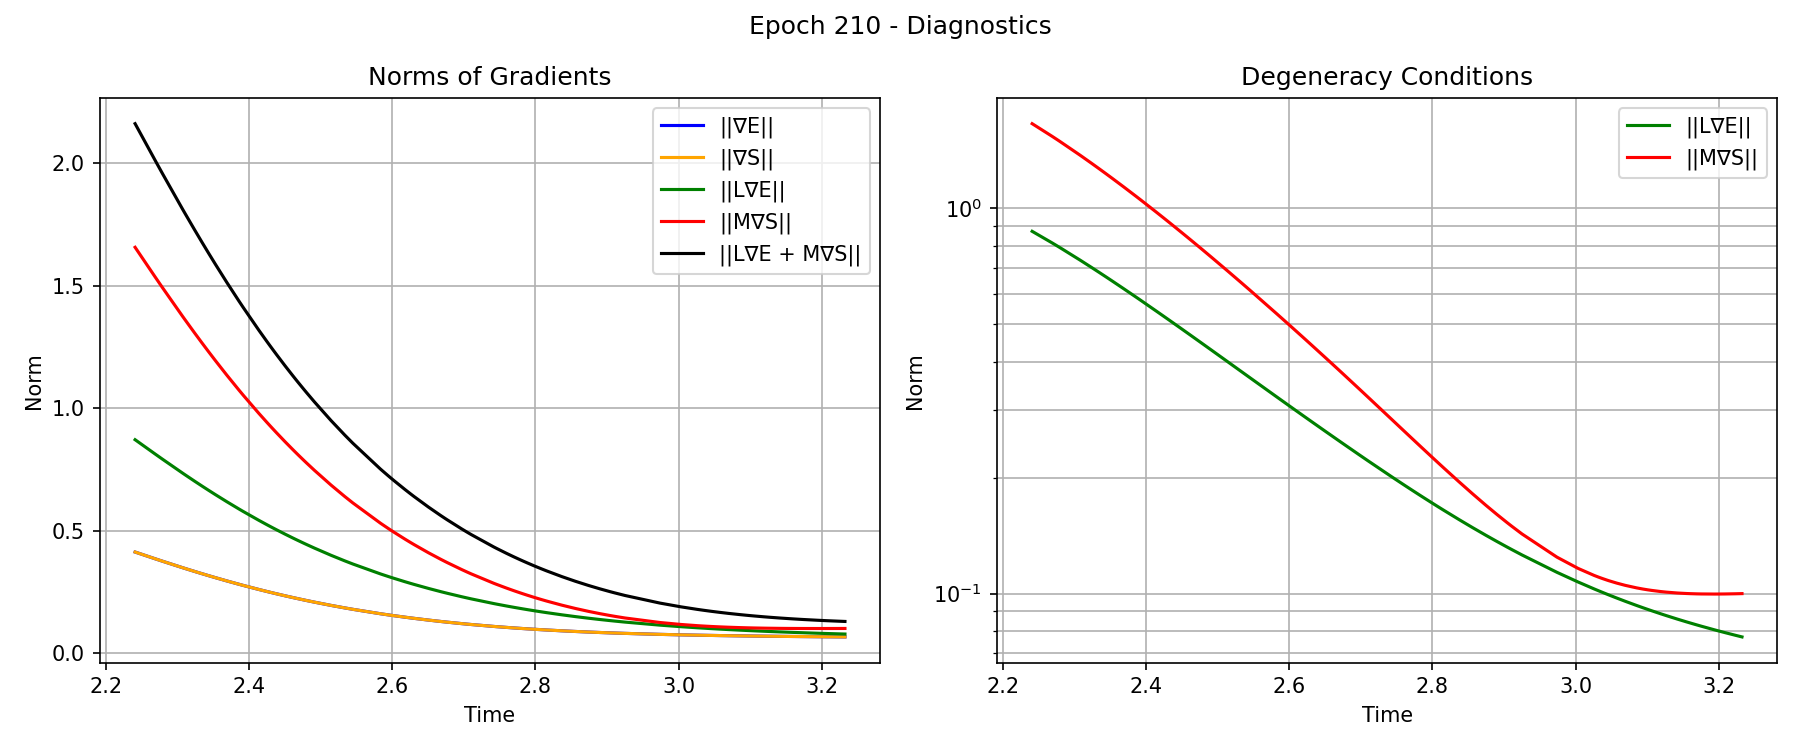 Epoch 210 - Diagnostics
Norms of Gradients
Norm
2.0
1.5
1.0
0.5
0.0
||∇E||
||∇S||
||L∇E||
||M∇S||
||L∇E + M∇S||
2.2 2.4 2.6 2.8 3.0 3.2
Time
Degeneracy Conditions
Norm
10⁰
10⁻¹
||L∇E||
||M∇S||
2.2 2.4 2.6 2.8 3.0 3.2
Time